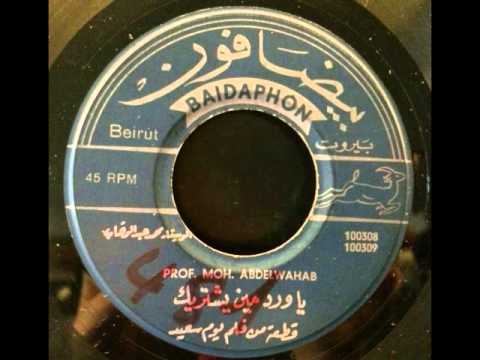 بيضافون
BAIDAPHON
Beirut بيروت
45 RPM
100308
100309
الموسيقار محمد عبد الوهاب
PROF. MOH. ABDELWAHAB
يا ورد مين يشتريك
قطعة من فلم يوم سعيد